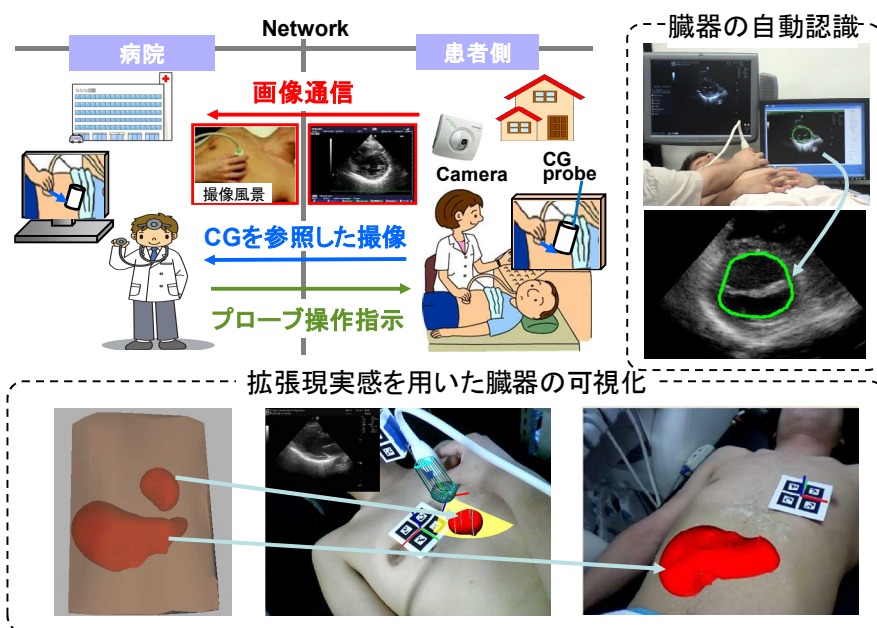 Network
病院
患者側
画像通信
撮像風景
Camera
CG
probe
CGを参照した撮像
プローブ操作指示
臓器の自動認識
拡張現実感を用いた臓器の可視化